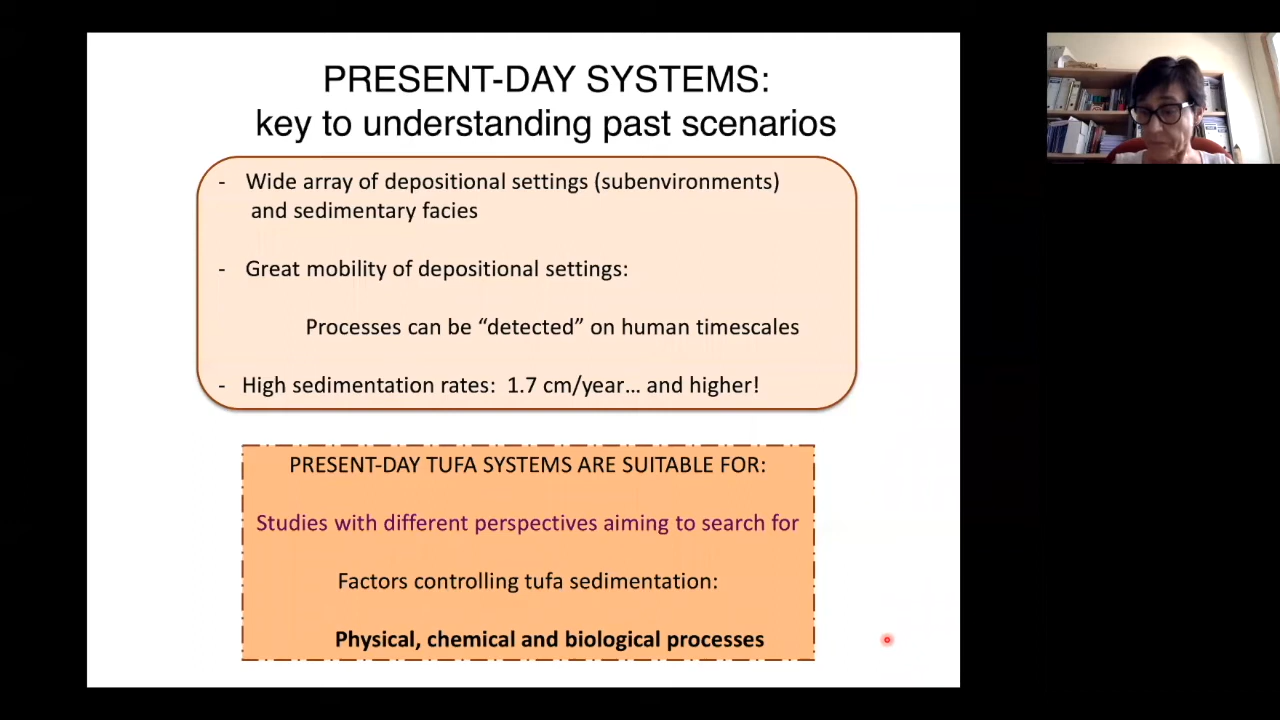 PRESENT-DAY SYSTEMS:
key to understanding past scenarios
- Wide array of depositional settings (subenvironments)
and sedimentary facies
- Great mobility of depositional settings:
Processes can be “detected” on human timescales
- High sedimentation rates: 1.7 cm/year… and higher!
PRESENT-DAY TUFA SYSTEMS ARE SUITABLE FOR:
Studies with different perspectives aiming to search for
Factors controlling tufa sedimentation:
Physical, chemical and biological processes